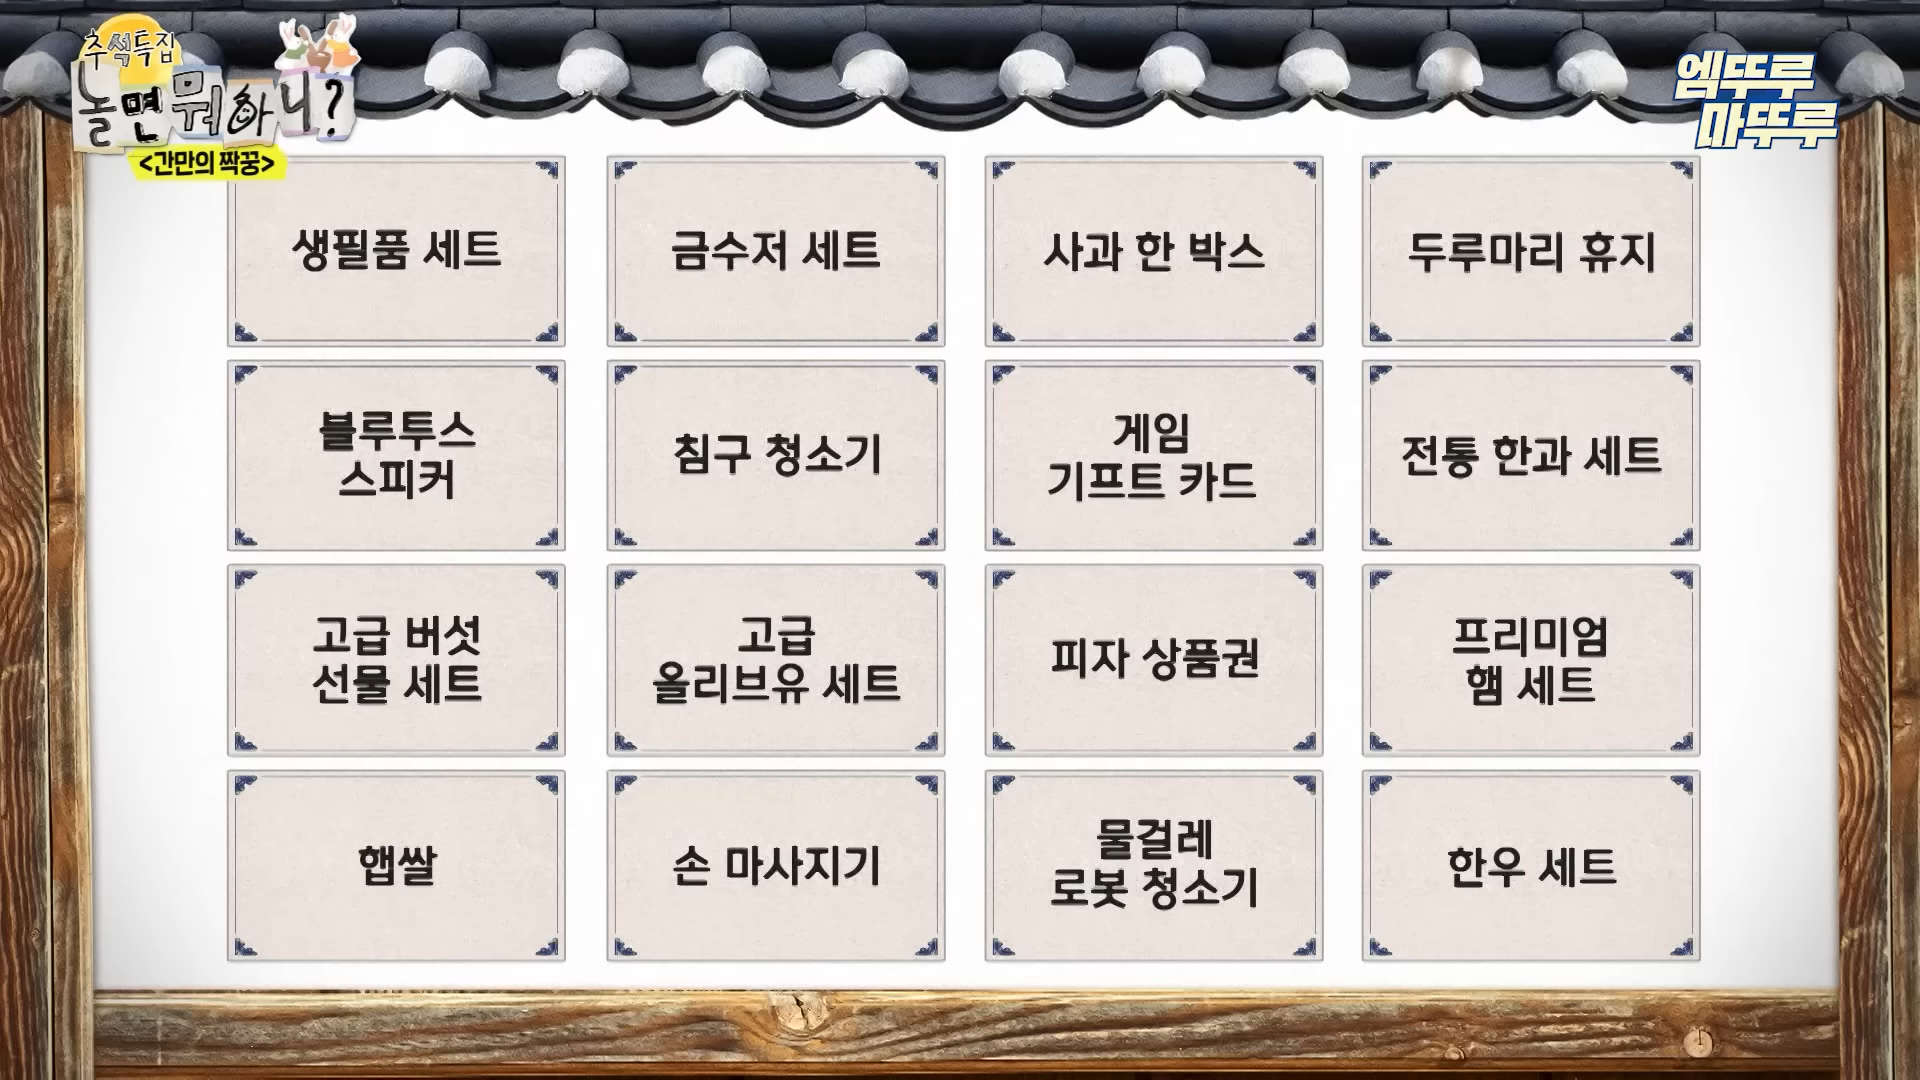 추석특집
놀면 뭐하니?
<간만의 짝꿍>
엠뚜루
마뚜루
생필품 세트
금수저 세트
사과 한 박스
두루마리 휴지
블루투스
스피커
침구 청소기
게임
기프트 카드
전통 한과 세트
고급 버섯
선물 세트
고급
올리브유 세트
피자 상품권
프리미엄
햄 세트
햅쌀
손 마사지기
물걸레
로봇 청소기
한우 세트